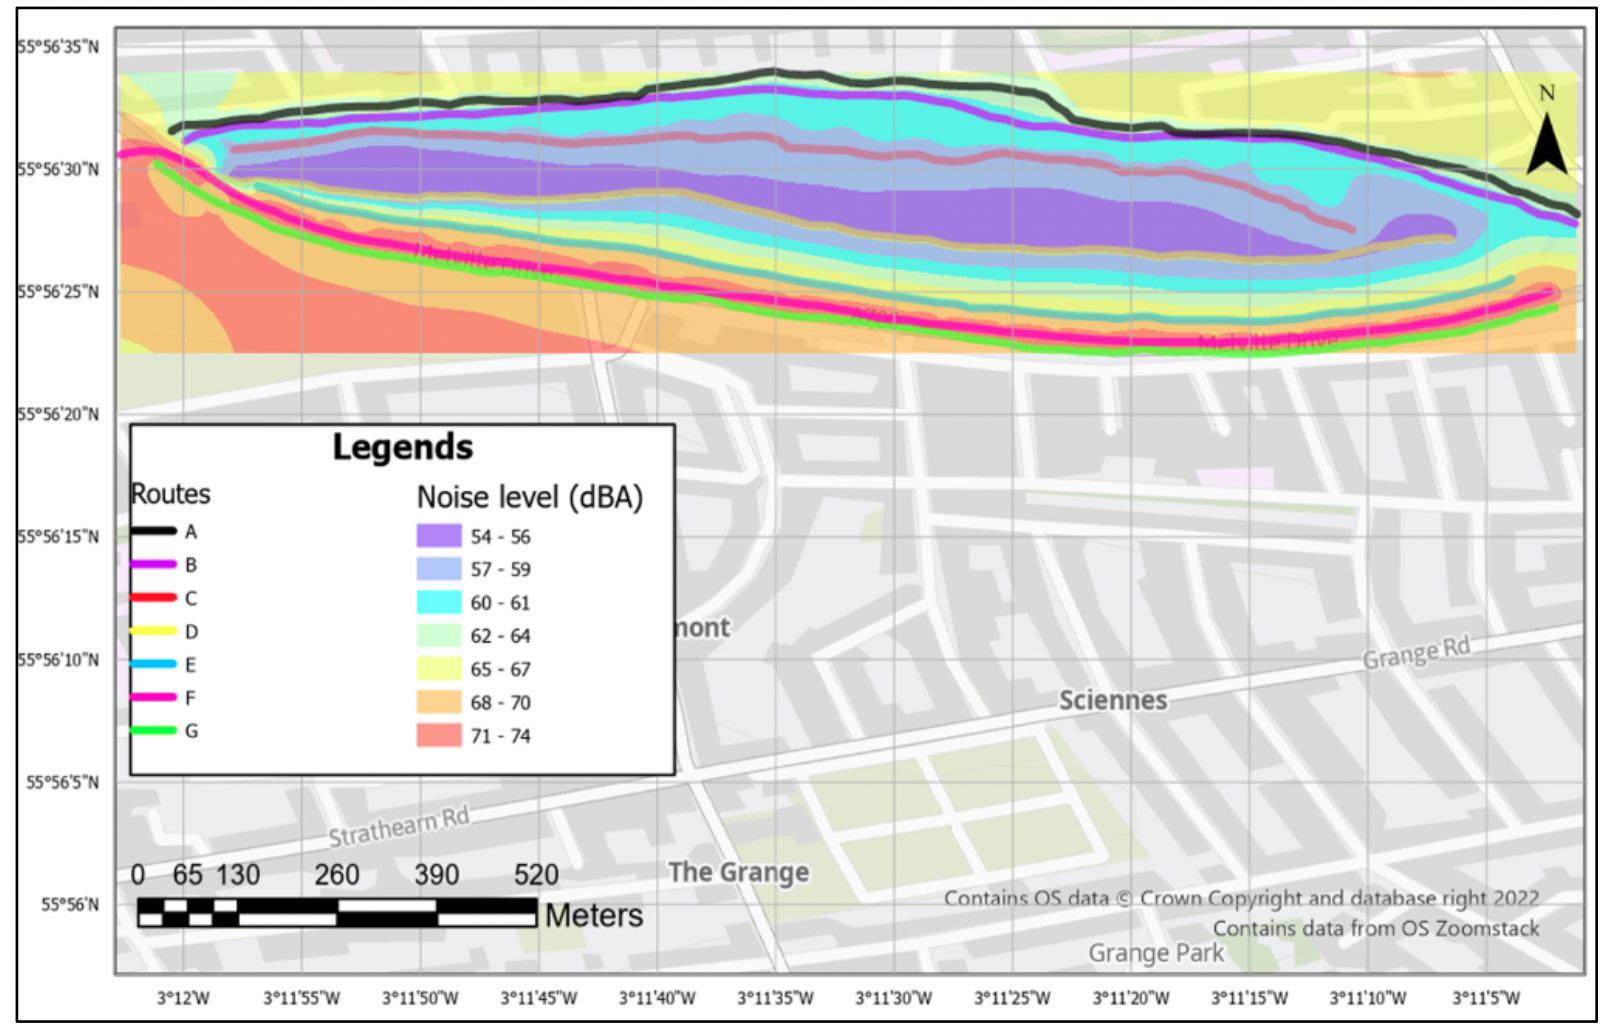 55°56'35"N
N
55°56'30"N
Melville Drive
55°56'25"N
A700
Melville Drive
55°56'20"N
Legends
Routes
Noise level (dBA)
A
54 - 56
55°56'15"N
B
57 - 59
C
60 - 61
D
62 - 64
mont
55°56'10"N
E
65 - 67
Grange Rd
F
68 - 70
Sciennes
G
71 - 74
55°56'5"N
Strathearn Rd
The Grange
0 65 130 260 390 520
Meters
55°56'N
Contains OS data © Crown Copyright and database right 2022
Contains data from OS Zoomstack
Grange Park
3°12'W 3°11'55"W 3°11'50"W 3°11'45"W 3°11'40"W 3°11'35"W 3°11'30"W 3°11'25"W 3°11'20"W 3°11'15"W 3°11'10"W 3°11'5"W